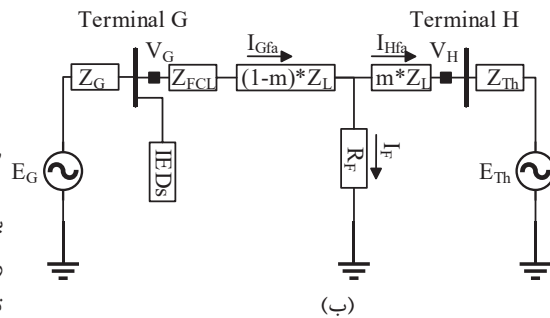 Terminal G Terminal H
V_G I_Gfa I_Hfa V_H
Z_G Z_FCL (1-m)*Z_L m*Z_L Z_Th
E_G IEDs R_F I_F E_Th
(ب)